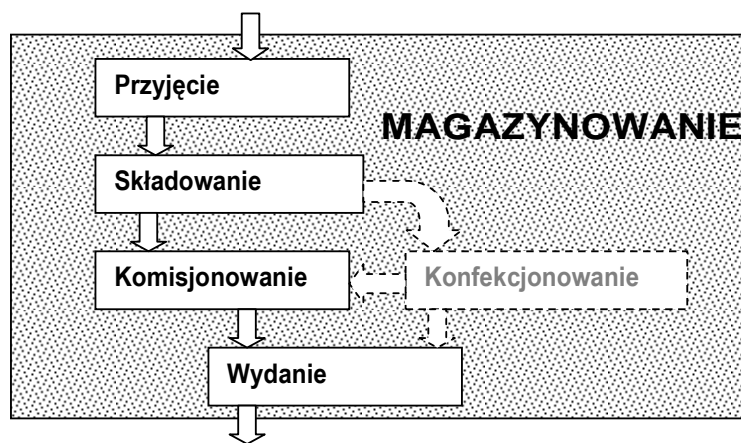 Przyjęcie
MAGAZYNOWANIE
Składowanie
Komisjonowanie
Konfekcjonowanie
Wydanie